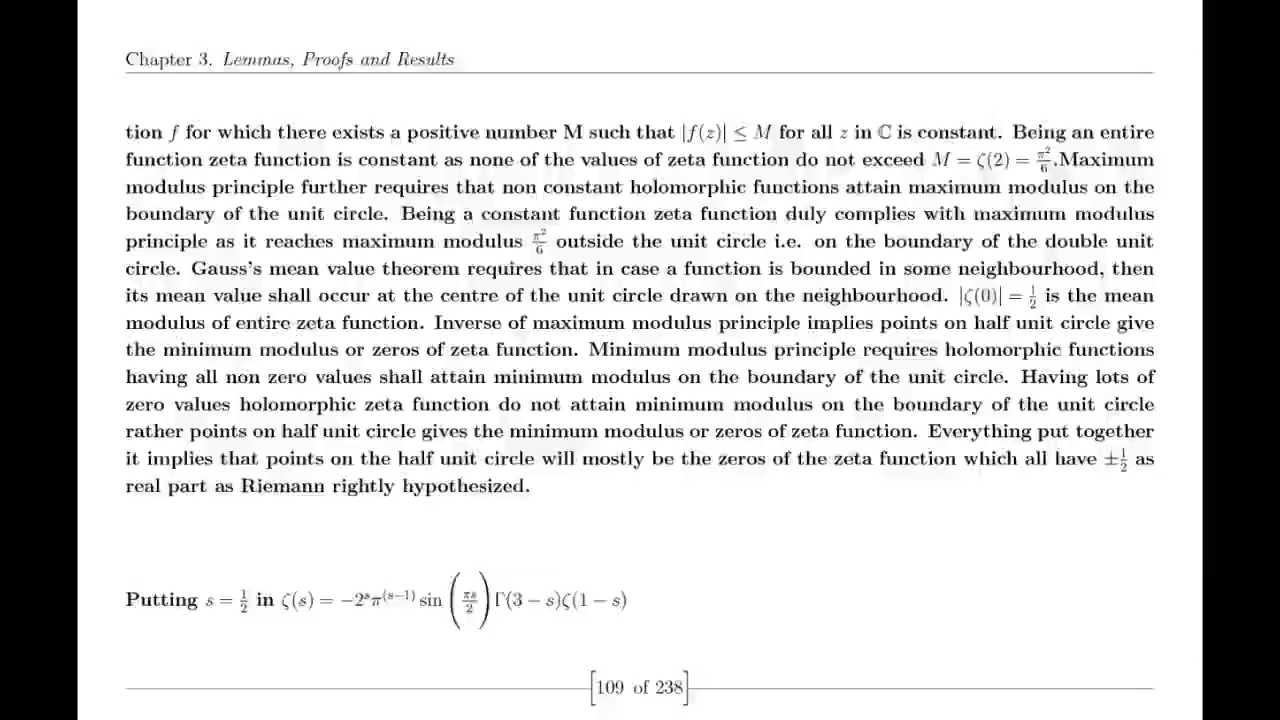 Chapter 3. Lemmas, Proofs and Results
tion f for which there exists a positive number M such that |f(z)| ≤ M for all z in ℂ is constant. Being an entire
function zeta function is constant as none of the values of zeta function do not exceed M = ζ(2) = π²/6.Maximum
modulus principle further requires that non constant holomorphic functions attain maximum modulus on the
boundary of the unit circle. Being a constant function zeta function duly complies with maximum modulus
principle as it reaches maximum modulus π²/6 outside the unit circle i.e. on the boundary of the double unit
circle. Gauss's mean value theorem requires that in case a function is bounded in some neighbourhood, then
its mean value shall occur at the centre of the unit circle drawn on the neighbourhood. |ζ(0)| = 1/2 is the mean
modulus of entire zeta function. Inverse of maximum modulus principle implies points on half unit circle give
the minimum modulus or zeros of zeta function. Minimum modulus principle requires holomorphic functions
having all non zero values shall attain minimum modulus on the boundary of the unit circle. Having lots of
zero values holomorphic zeta function do not attain minimum modulus on the boundary of the unit circle
rather points on half unit circle gives the minimum modulus or zeros of zeta function. Everything put together
it implies that points on the half unit circle will mostly be the zeros of the zeta function which all have ±1/2 as
real part as Riemann rightly hypothesized.
Putting s = 1/2 in ζ(s) = −2^s π^(s−1) sin(πs/2) Γ(3 − s)ζ(1 − s)
[109 of 238]